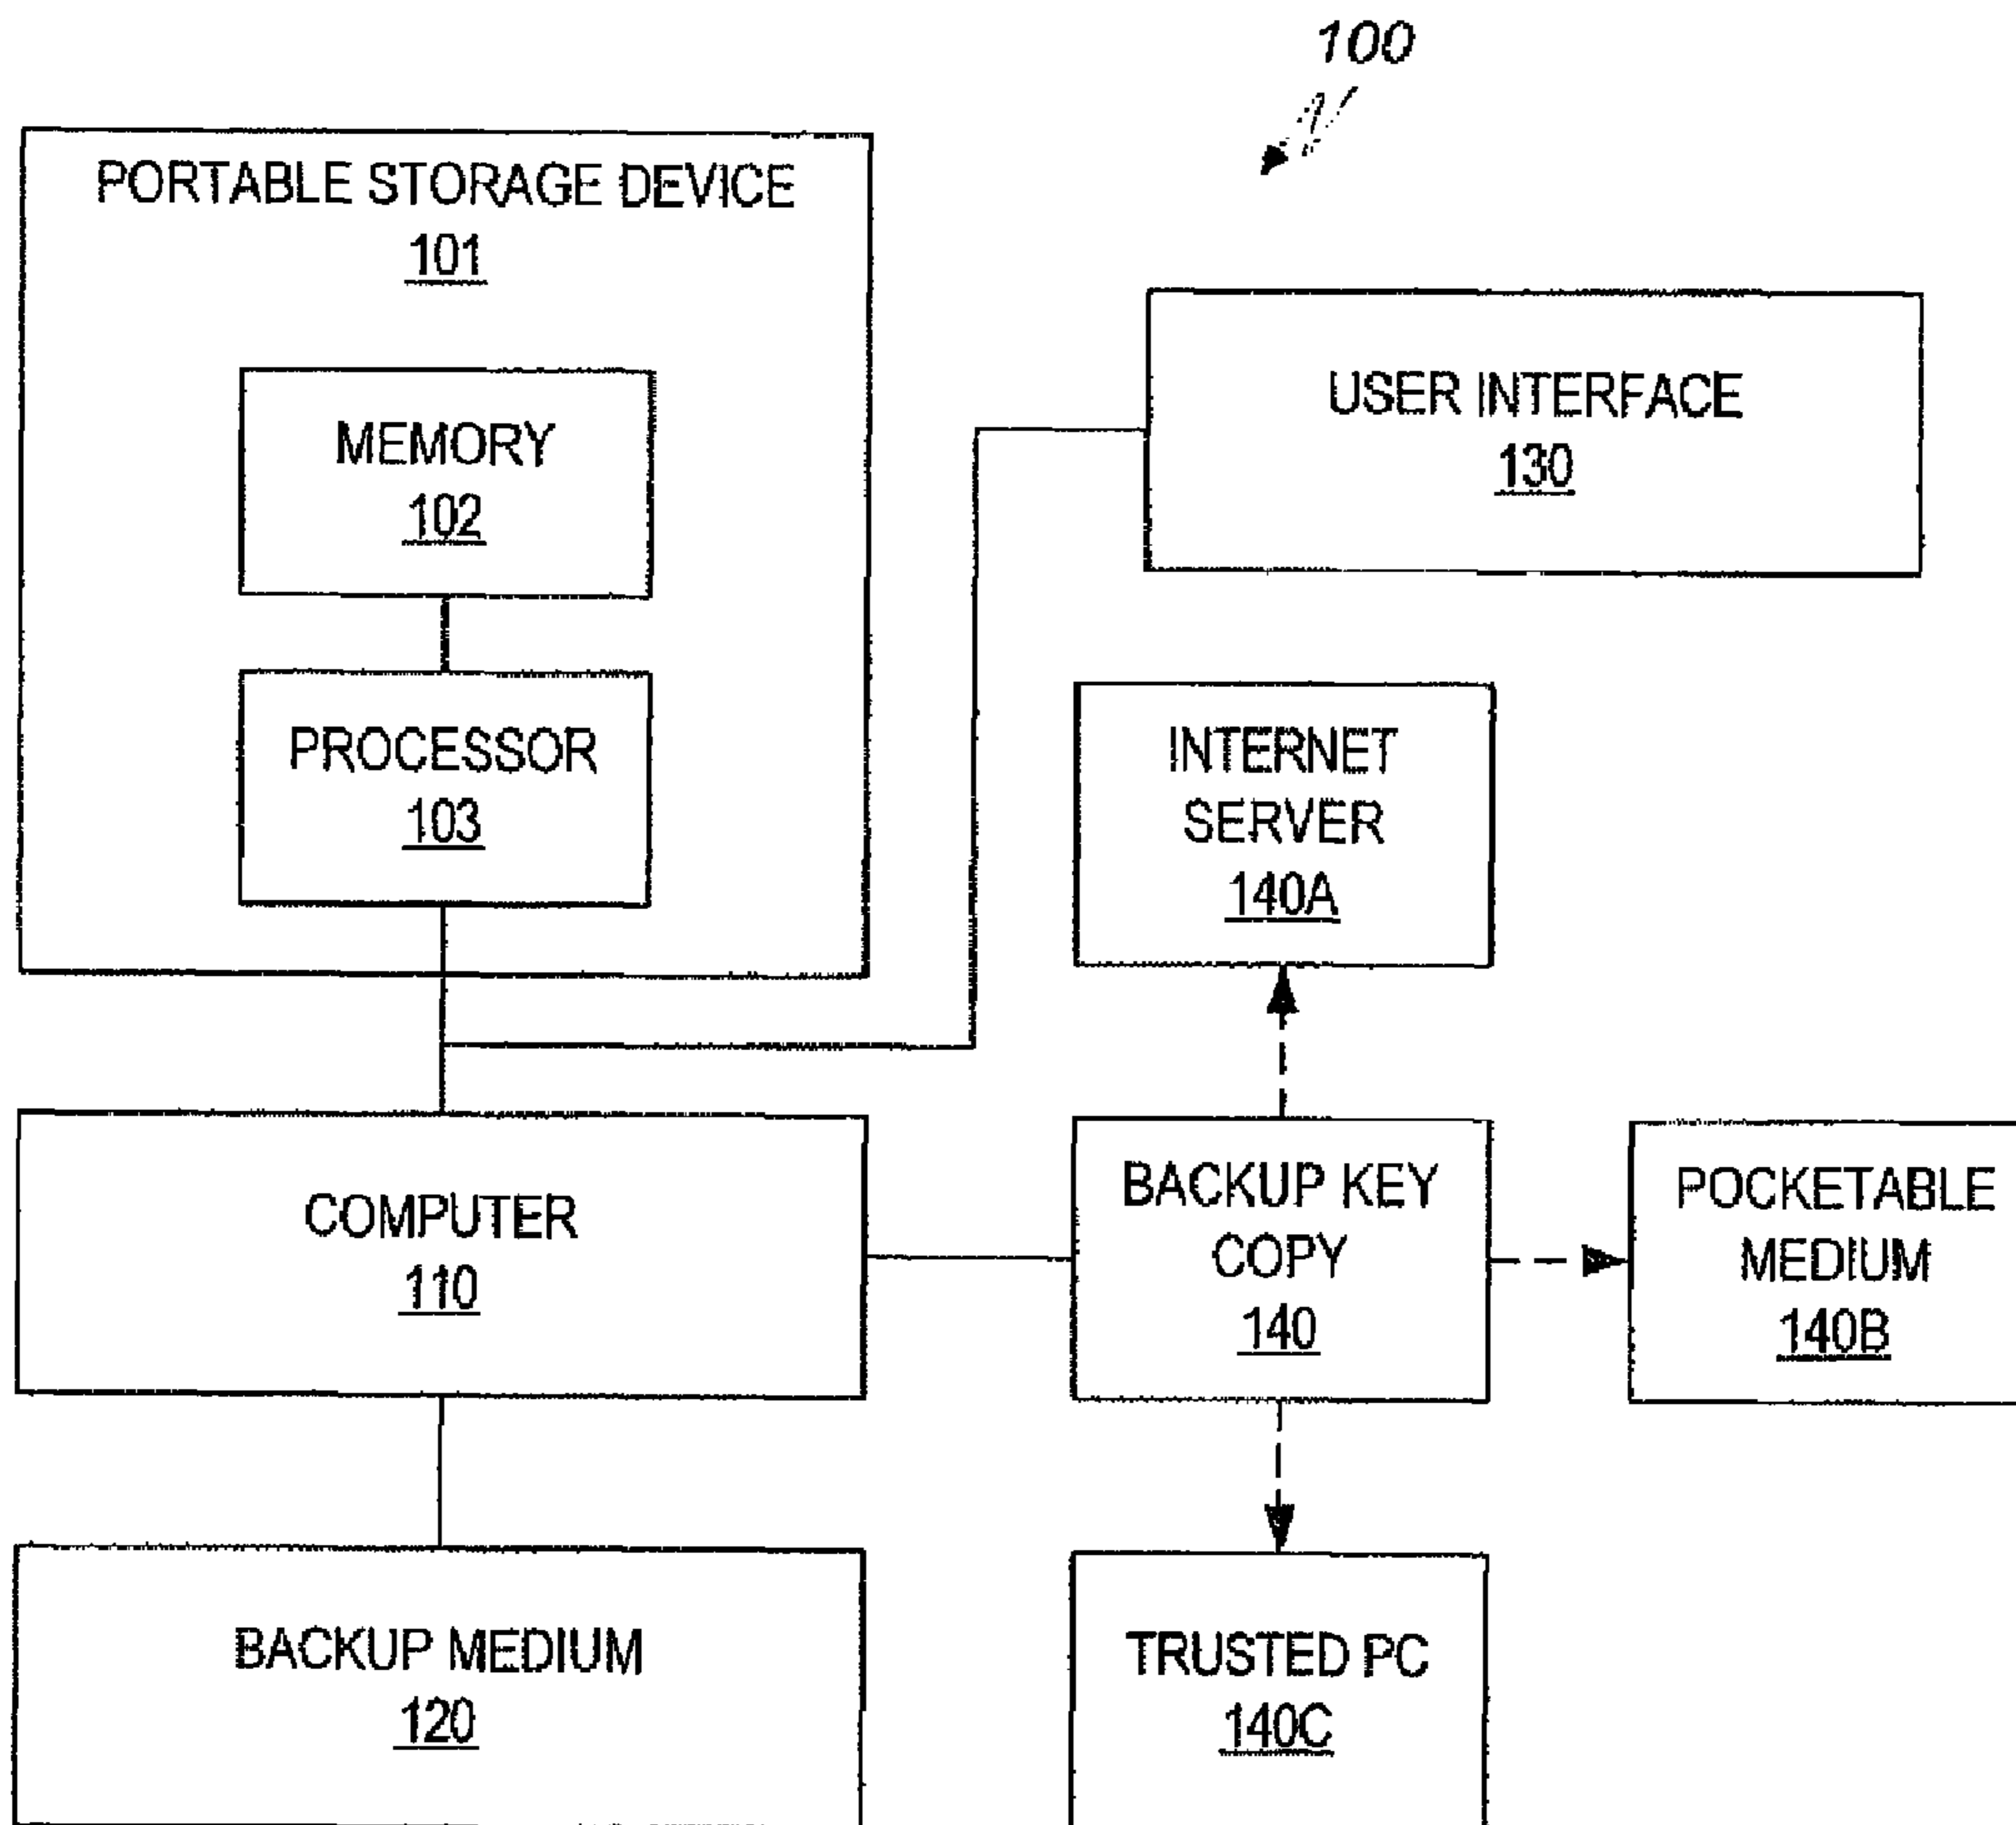 100
PORTABLE STORAGE DEVICE
101
MEMORY
102
PROCESSOR
103
USER INTERFACE
130
INTERNET
SERVER
140A
COMPUTER
110
BACKUP KEY
COPY
140
POCKETABLE
MEDIUM
140B
BACKUP MEDIUM
120
TRUSTED PC
140C